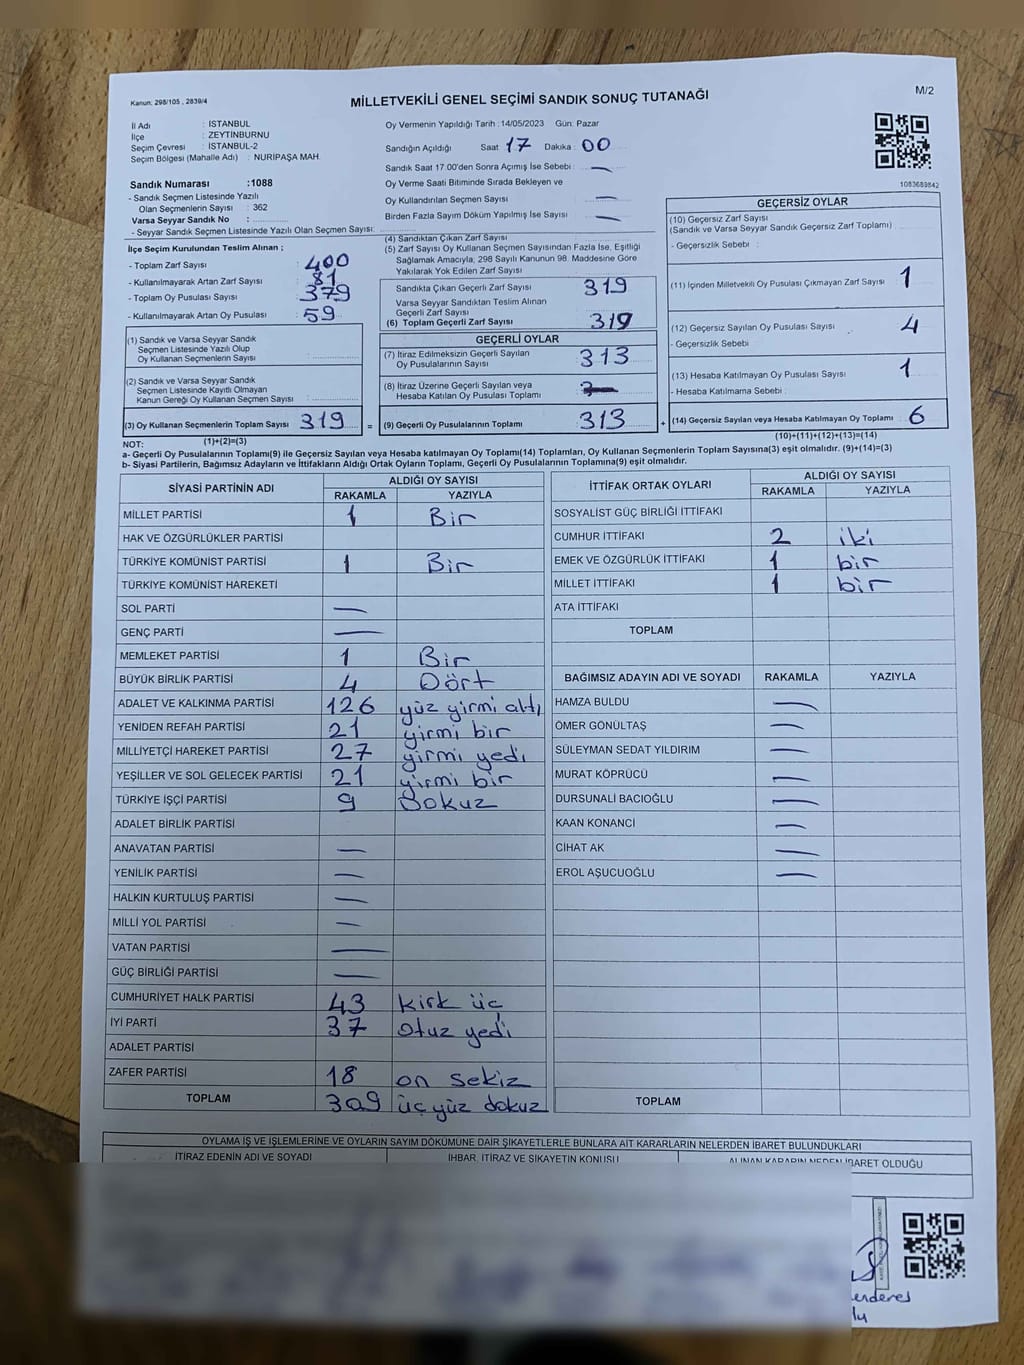 Kanun: 298/105 , 2839/4
MİLLETVEKİLİ GENEL SEÇİMİ SANDIK SONUÇ TUTANAĞI
M/2
İl Adı : İSTANBUL
İlçe : ZEYTİNBURNU
Seçim Çevresi : İSTANBUL-2
Seçim Bölgesi (Mahalle Adı) : NURİPAŞA MAH.
Sandık Numarası :1088
- Sandık Seçmen Listesinde Yazılı
Olan Seçmenlerin Sayısı : 362
Varsa Seyyar Sandık No :
- Seyyar Sandık Seçmen Listesinde Yazılı Olan Seçmen Sayısı:
Oy Vermenin Yapıldığı Tarih :14/05/2023 Gün: Pazar
Sandığın Açıldığı Saat 17 Dakika 00
Sandık Saat 17.00'den Sonra Açımış İse Sebebi : —
Oy Verme Saati Bitiminde Sırada Bekleyen ve
Oy Kullandırılan Seçmen Sayısı : —
Birden Fazla Sayım Döküm Yapılmış İse Sayısı : —
1083689842
İlçe Seçim Kurulundan Teslim Alınan ;
- Toplam Zarf Sayısı : 400
- Kullanılmayarak Artan Zarf Sayısı : 81
- Toplam Oy Pusulası Sayısı : 379
- Kullanılmayarak Artan Oy Pusulası : 59
(1) Sandık ve Varsa Seyyar Sandık
Seçmen Listesinde Yazılı Olup
Oy Kullanan Seçmenlerin Sayısı :
(2) Sandık ve Varsa Seyyar Sandık
Seçmen Listesinde Kayıtlı Olmayan
Kanun Gereği Oy Kullanan Seçmen Sayısı :
(3) Oy Kullanan Seçmenlerin Toplam Sayısı : 319
(1)+(2)=(3)
(4) Sandıktan Çıkan Zarf Sayısı
(5) Zarf Sayısı Oy Kullanan Seçmen Sayısından Fazla İse, Eşitliği
Sağlamak Amacıyla, 298 Sayılı Kanunun 98. Maddesine Göre
Yakılarak Yok Edilen Zarf Sayısı :
Sandıkta Çıkan Geçerli Zarf Sayısı 319
Varsa Seyyar Sandıktan Teslim Alınan
Geçerli Zarf Sayısı
(6) Toplam Geçerli Zarf Sayısı : 319
GEÇERLİ OYLAR
(7) İtiraz Edilmeksizin Geçerli Sayılan
Oy Pusulalarının Sayısı : 313
(8) İtiraz Üzerine Geçerli Sayılan veya
Hesaba Katılan Oy Pusulası Toplamı :
= (9) Geçerli Oy Pusulalarının Toplamı : 313
GEÇERSİZ OYLAR
(10) Geçersiz Zarf Sayısı
(Sandık ve Varsa Seyyar Sandık Geçersiz Zarf Toplamı)
- Geçersizlik Sebebi :
(11) İçinden Milletvekili Oy Pusulası Çıkmayan Zarf Sayısı : 1
(12) Geçersiz Sayılan Oy Pusulası Sayısı : 4
- Geçersizlik Sebebi :
(13) Hesaba Katılmayan Oy Pusulası Sayısı : 1
- Hesaba Katılmama Sebebi :
+ (14) Geçersiz Sayılan veya Hesaba Katılmayan Oy Toplamı : 6
(10)+(11)+(12)+(13)=(14)
NOT:
a- Geçerli Oy Pusulalarının Toplamı(9) ile Geçersiz Sayılan veya Hesaba katılmayan Oy Toplamı(14) Toplamları, Oy Kullanan Seçmenlerin Toplam Sayısına(3) eşit olmalıdır. (9)+(14)=(3)
b- Siyasi Partilerin, Bağımsız Adayların ve İttifakların Aldığı Ortak Oyların Toplamı, Geçerli Oy Pusulalarının Toplamına(9) eşit olmalıdır.
SİYASİ PARTİNİN ADI
ALDIĞI OY SAYISI
RAKAMLA YAZIYLA
MİLLET PARTİSİ 1 Bir
HAK VE ÖZGÜRLÜKLER PARTİSİ
TÜRKİYE KOMÜNİST PARTİSİ 1 Bir
TÜRKİYE KOMÜNİST HAREKETİ
SOL PARTİ —
GENÇ PARTİ —
MEMLEKET PARTİSİ 1 Bir
BÜYÜK BİRLİK PARTİSİ 4 Dört
ADALET VE KALKINMA PARTİSİ 126 yüz yirmi altı
YENİDEN REFAH PARTİSİ 21 yirmi bir
MİLLİYETÇİ HAREKET PARTİSİ 27 yirmi yedi
YEŞİLLER VE SOL GELECEK PARTİSİ 21 yirmi bir
TÜRKİYE İŞÇİ PARTİSİ 9 Dokuz
ADALET BİRLİK PARTİSİ
ANAVATAN PARTİSİ —
YENİLİK PARTİSİ —
HALKIN KURTULUŞ PARTİSİ —
MİLLİ YOL PARTİSİ —
VATAN PARTİSİ —
GÜÇ BİRLİĞİ PARTİSİ —
CUMHURİYET HALK PARTİSİ 43 kırk üç
İYİ PARTİ 37 otuz yedi
ADALET PARTİSİ
ZAFER PARTİSİ 18 on sekiz
TOPLAM 309 üç yüz dokuz
İTTİFAK ORTAK OYLARI
ALDIĞI OY SAYISI
RAKAMLA YAZIYLA
SOSYALİST GÜÇ BİRLİĞİ İTTİFAKI
CUMHUR İTTİFAKI 2 iki
EMEK VE ÖZGÜRLÜK İTTİFAKI 1 bir
MİLLET İTTİFAKI 1 bir
ATA İTTİFAKI
TOPLAM
BAĞIMSIZ ADAYIN ADI VE SOYADI RAKAMLA YAZIYLA
HAMZA BULDU —
ÖMER GÖNÜLTAŞ —
SÜLEYMAN SEDAT YILDIRIM —
MURAT KÖPRÜCÜ —
DURSUNALİ BACIOĞLU —
KAAN KONANCI —
CİHAT AK —
EROL AŞUCUOĞLU —
TOPLAM
OYLAMA İŞ VE İŞLEMLERİNE VE OYLARIN SAYIM DÖKÜMÜNE DAİR ŞİKAYETLERLE BUNLARA AİT KARARLARIN NELERDEN İBARET BULUNDUKLARI
İTİRAZ EDENİN ADI VE SOYADI İHBAR, İTİRAZ VE ŞİKAYETİN KONUSU ALINAN KARARIN NEDEN İBARET OLDUĞU